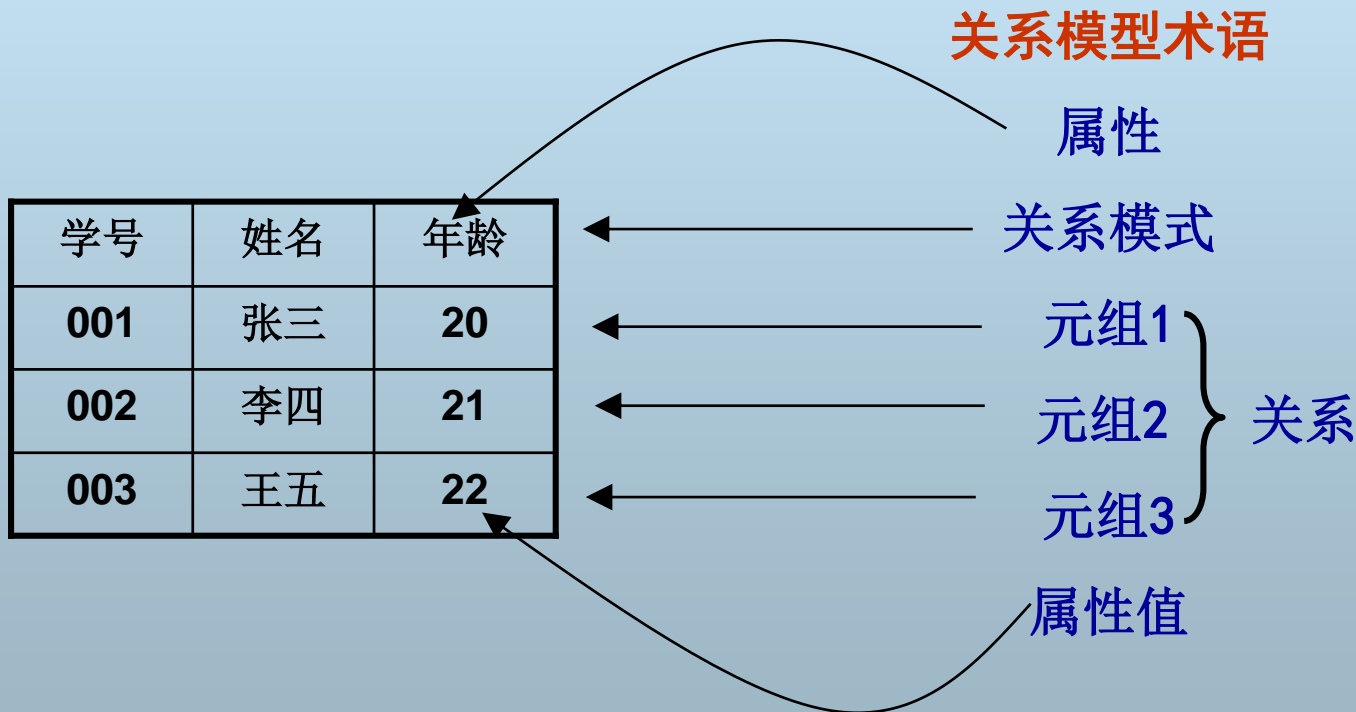 关系模型术语
属性
关系模式
元组1
元组2
元组3
关系
属性值
学号 姓名 年龄
001 张三 20
002 李四 21
003 王五 22